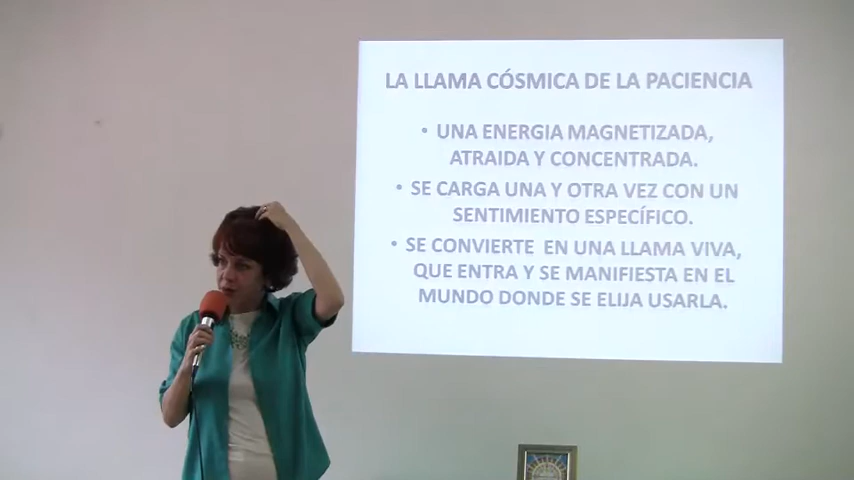 LA LLAMA CÓSMICA DE LA PACIENCIA
• UNA ENERGIA MAGNETIZADA,
ATRAIDA Y CONCENTRADA.
• SE CARGA UNA Y OTRA VEZ CON UN
SENTIMIENTO ESPECÍFICO.
• SE CONVIERTE EN UNA LLAMA VIVA,
QUE ENTRA Y SE MANIFIESTA EN EL
MUNDO DONDE SE ELIJA USARLA.